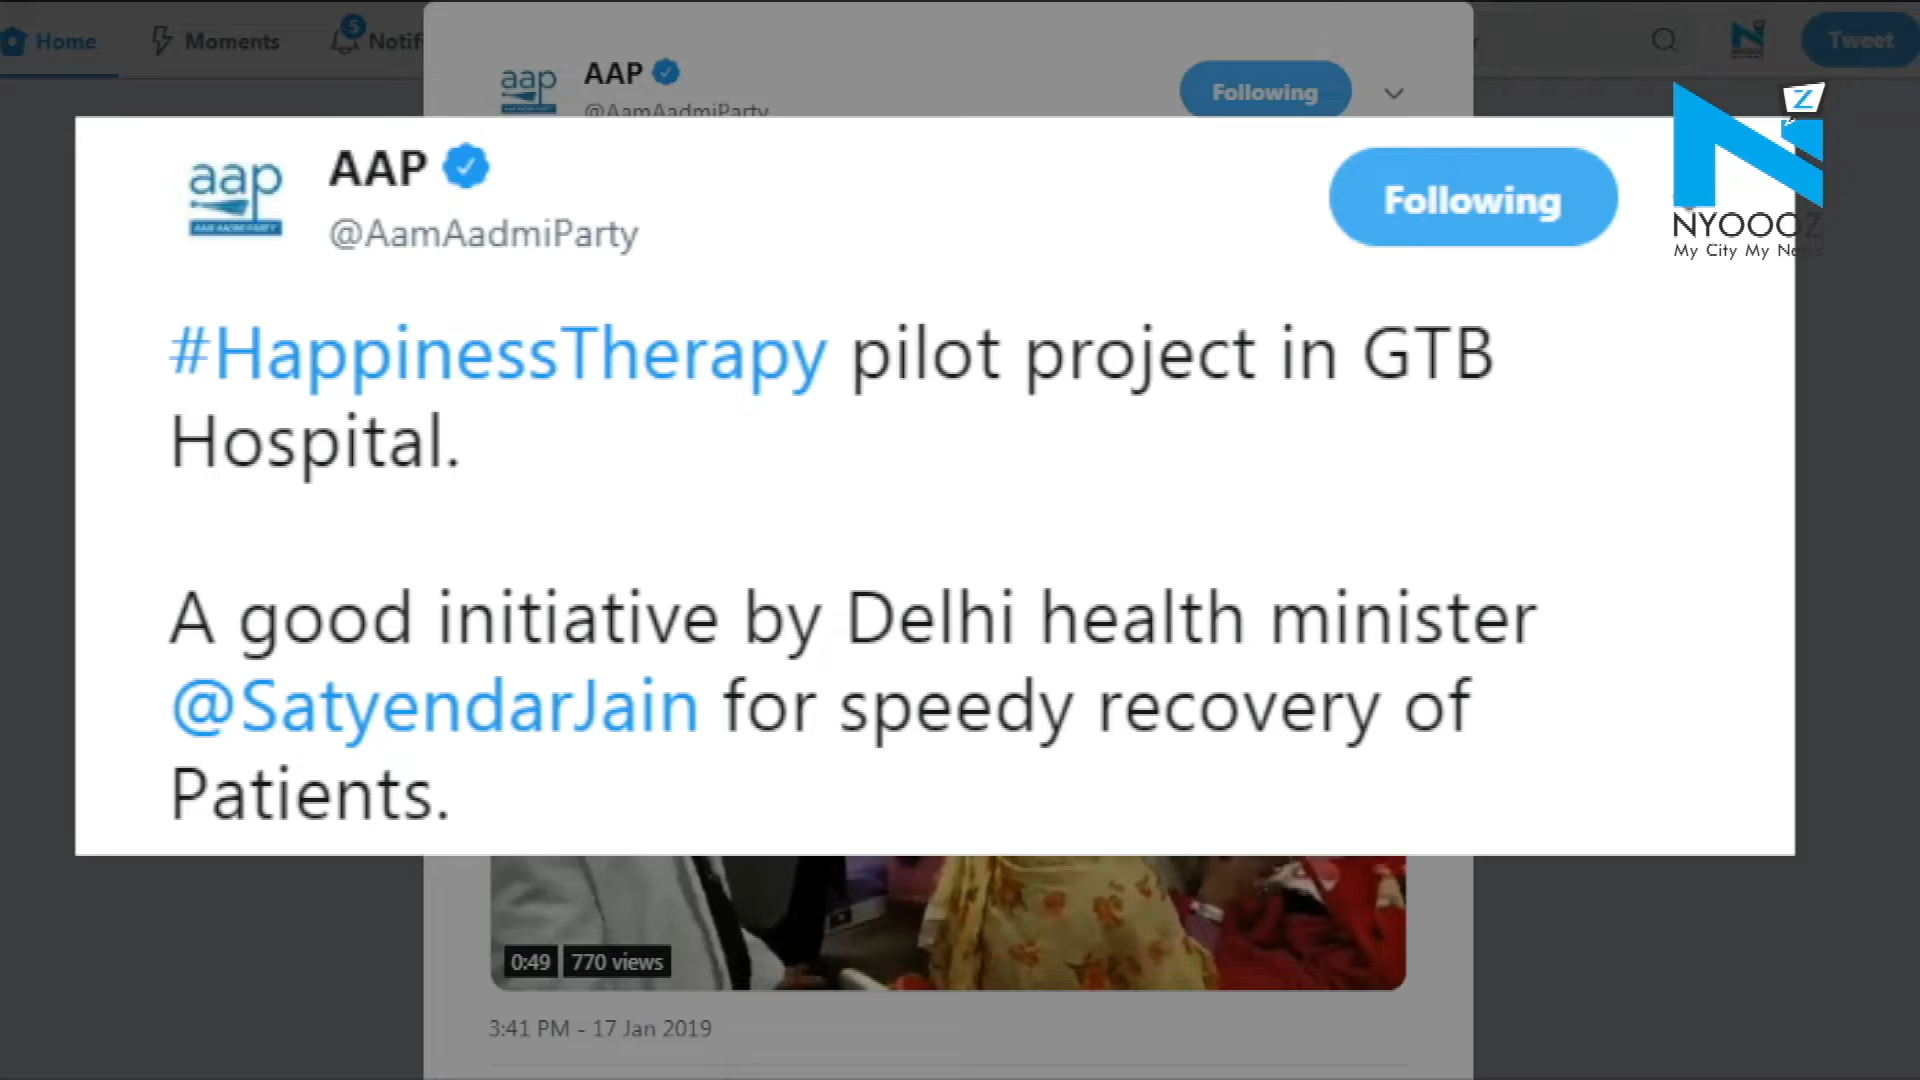 Home
Moments
5
Notif
Tweet
AAP
@AamAadmiParty
Following
aap
AAP
@AamAadmiParty
Following
Z
NYOOOZ
My City My News
#HappinessTherapy pilot project in GTB
Hospital.
A good initiative by Delhi health minister
@SatyendarJain for speedy recovery of
Patients.
0:49
770 views
3:41 PM - 17 Jan 2019